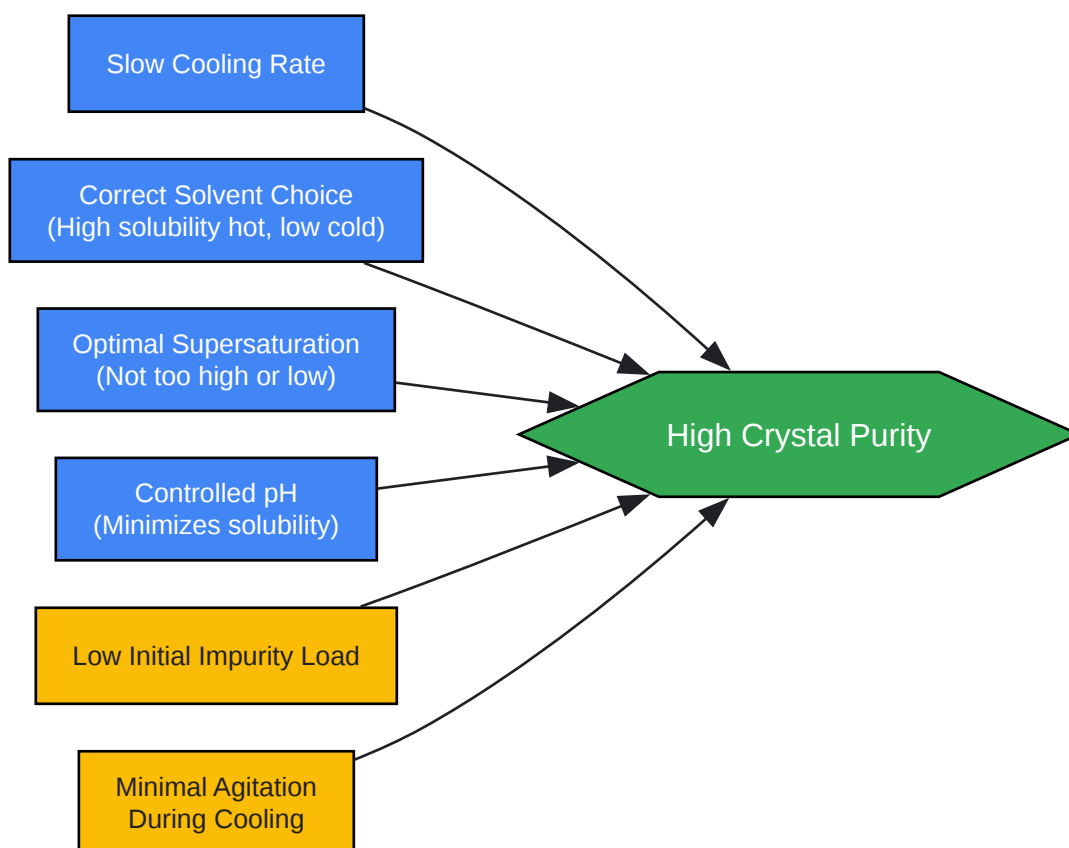 Slow Cooling Rate
Correct Solvent Choice
(High solubility hot, low cold)
Optimal Supersaturation
(Not too high or low)
High Crystal Purity
Controlled pH
(Minimizes solubility)
Low Initial Impurity Load
Minimal Agitation
During Cooling